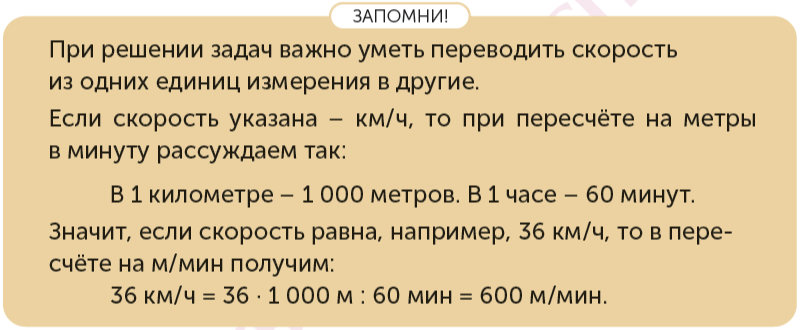 ЗАПОМНИ!
При решении задач важно уметь переводить скорость
из одних единиц измерения в другие.
Если скорость указана – км/ч, то при пересчёте на метры
в минуту рассуждаем так:
В 1 километре – 1 000 метров. В 1 часе – 60 минут.
Значит, если скорость равна, например, 36 км/ч, то в пере-
счёте на м/мин получим:
36 км/ч = 36 · 1 000 м : 60 мин = 600 м/мин.